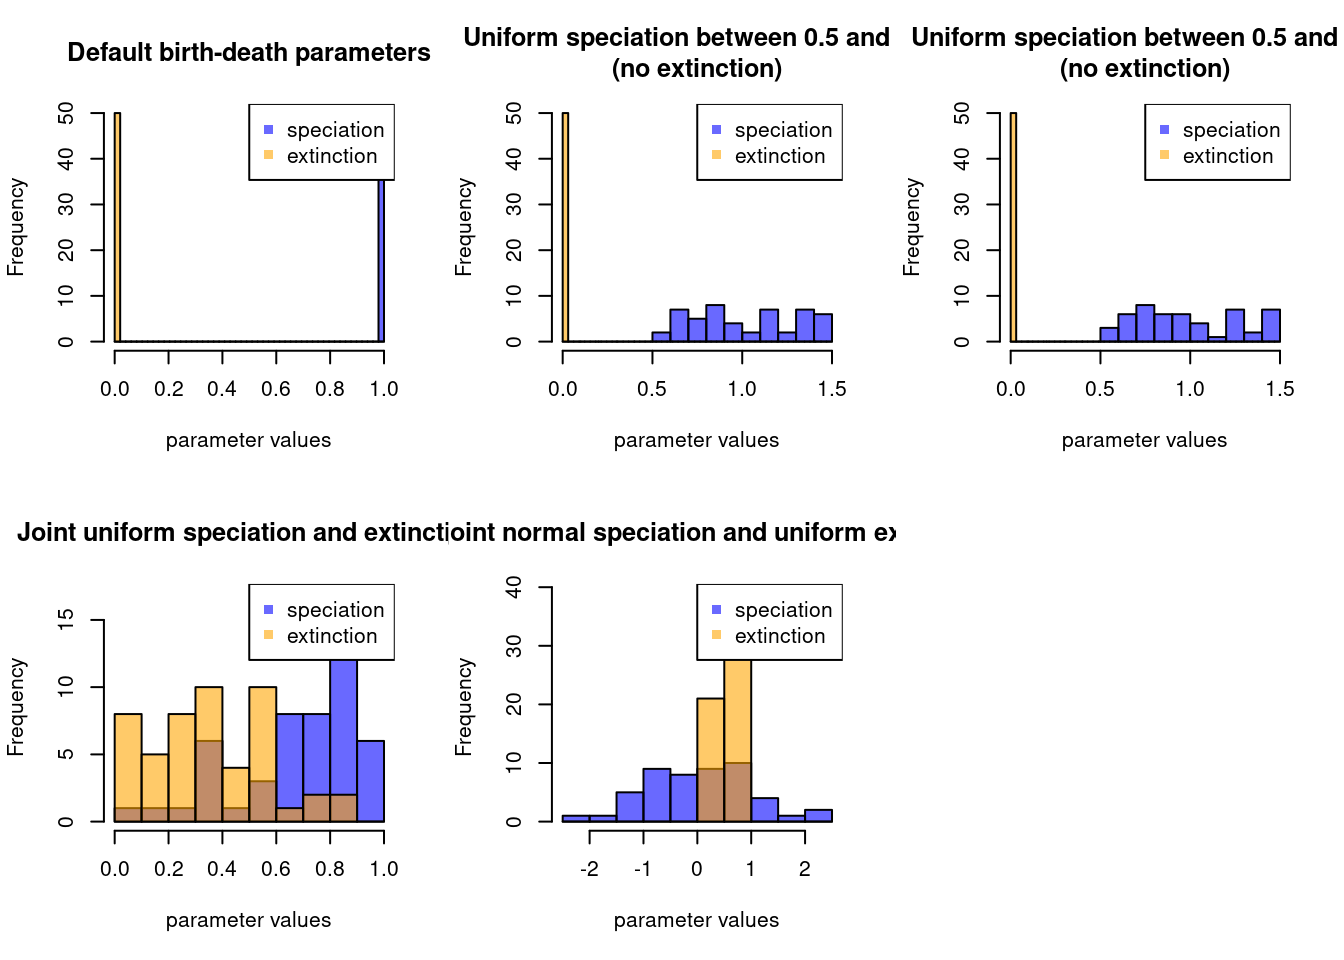 Default birth-death parameters
Frequency
0 10 20 30 40 50
speciation
extinction
0.0 0.2 0.4 0.6 0.8 1.0
parameter values
Uniform speciation between 0.5 and
(no extinction)
Frequency
0 10 20 30 40 50
speciation
extinction
0.0 0.5 1.0 1.5
parameter values
Uniform speciation between 0.5 and
(no extinction)
Frequency
0 10 20 30 40 50
speciation
extinction
0.0 0.5 1.0 1.5
parameter values
Joint uniform speciation and extincti
Frequency
0 5 10 15
speciation
extinction
0.0 0.2 0.4 0.6 0.8 1.0
parameter values
oint normal speciation and uniform ex
Frequency
0 10 20 30 40
speciation
extinction
-2 -1 0 1 2
parameter values